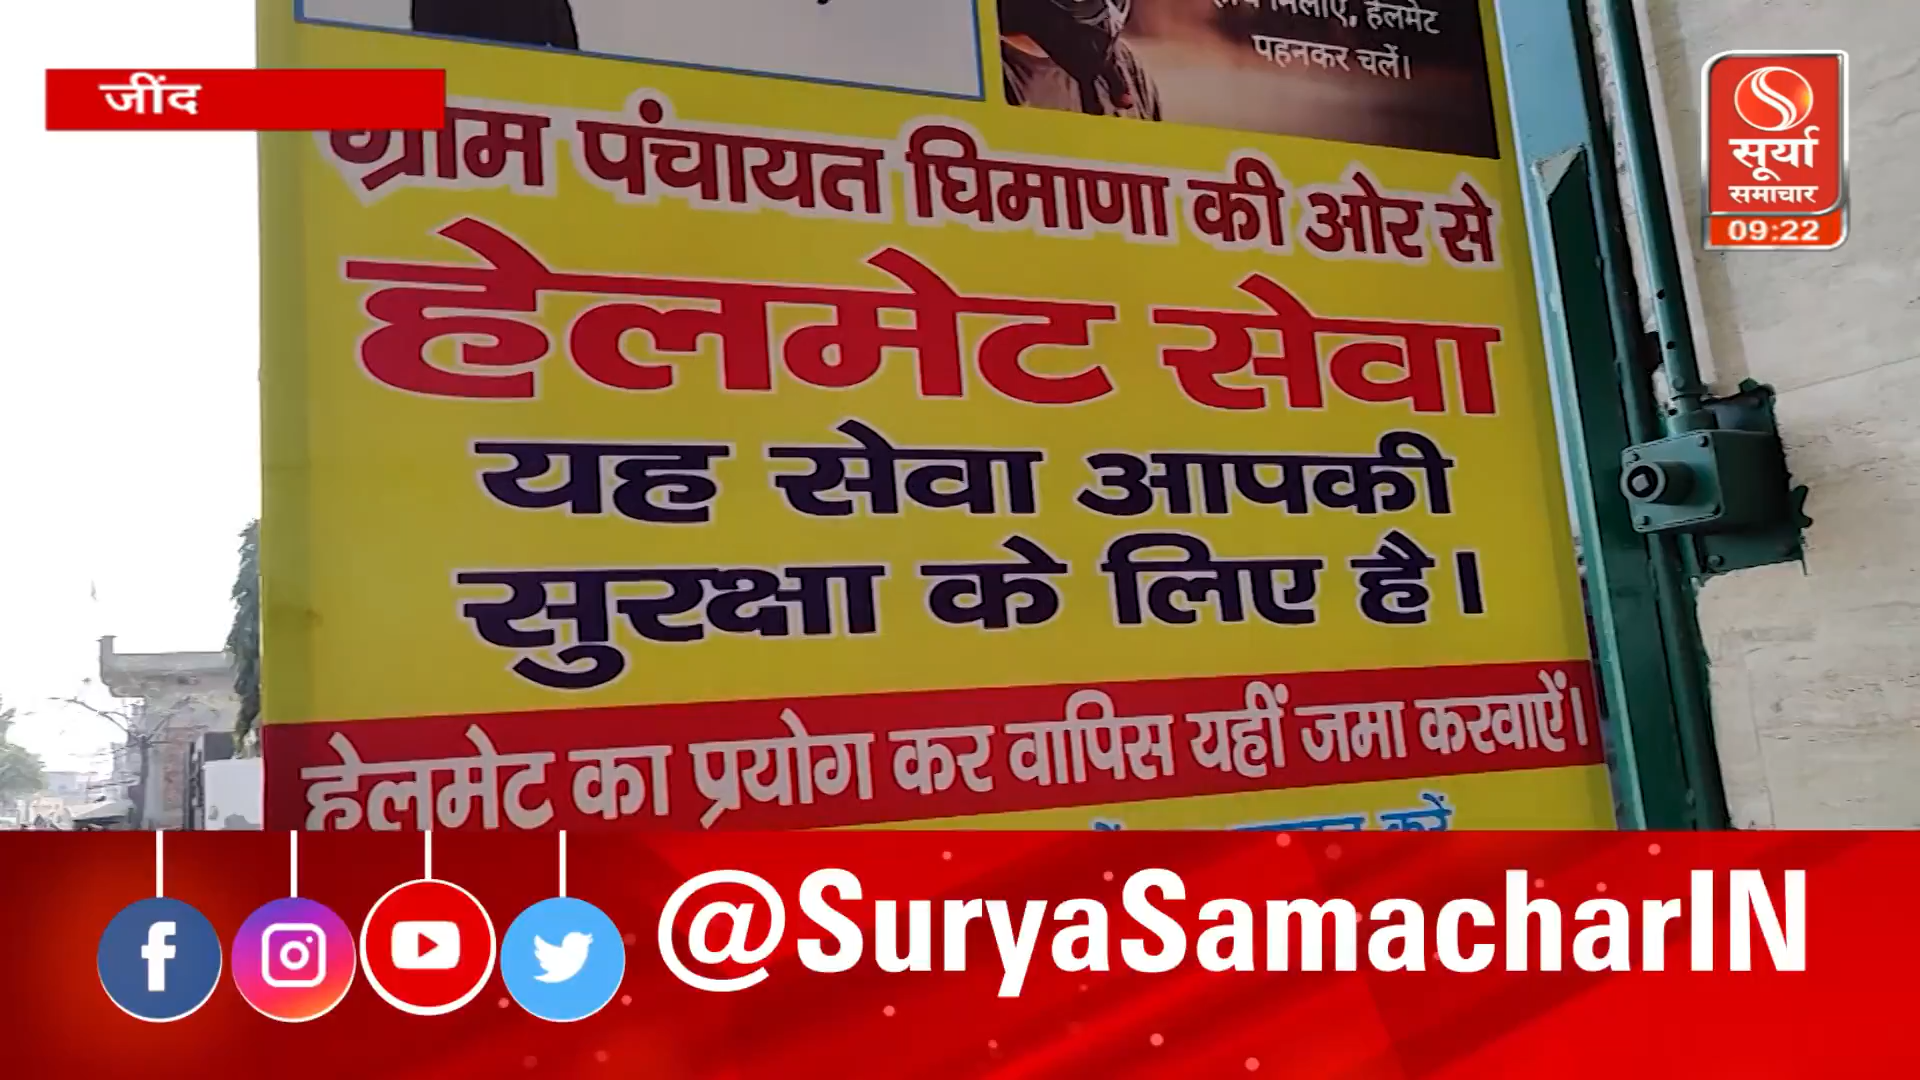 मिलाएं, हेलमेट
पहनकर चलें।
जींद
सूर्या
समाचार
09:22
ग्राम पंचायत घिमाणा की ओर से
हेलमेट सेवा
यह सेवा आपकी
सुरक्षा के लिए है।
हेलमेट का प्रयोग कर वापिस यहीं जमा करवाऐं।
करें
@SuryaSamacharIN